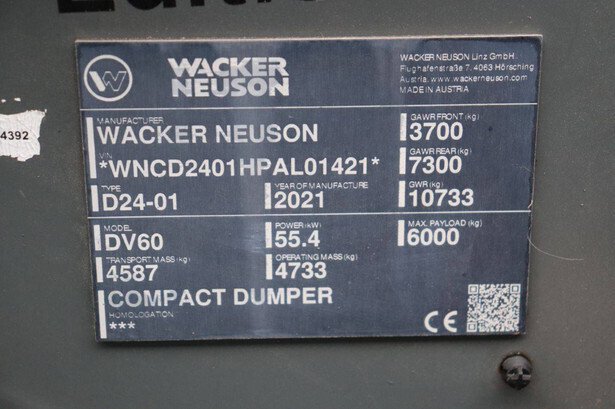 WACKER
NEUSON
WACKER NEUSON Linz GmbH,
Flughafenstraße 7, 4063 Hörsching
Austria, www.wackerneuson.com
MADE IN AUSTRIA
MANUFACTURER
WACKER NEUSON
VIN
*WNCD2401HPAL01421*
TYPE
D24-01
YEAR OF MANUFACTURE
2021
GAWR FRONT (kg)
3700
GAWR REAR (kg)
7300
GWR (kg)
10733
MODEL
DV60
POWER (kW)
55.4
MAX. PAYLOAD (kg)
6000
TRANSPORT MASS (kg)
4587
OPERATING MASS (kg)
4733
COMPACT DUMPER
HOMOLOGATION
***
CE
4392